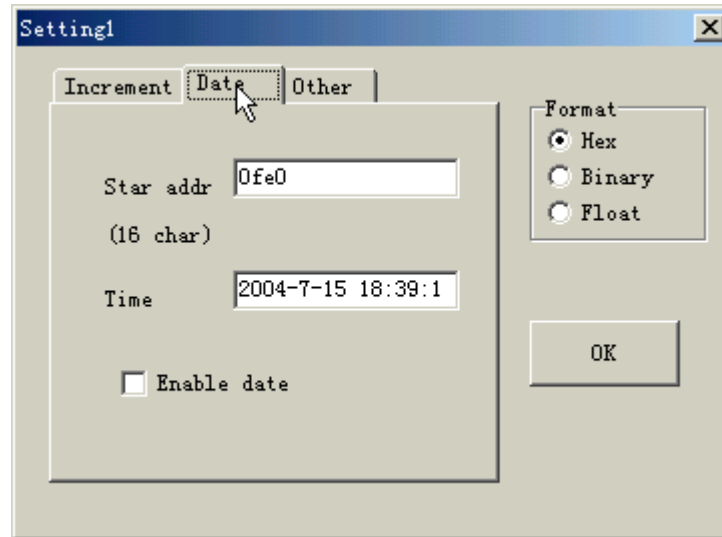 Setting1
Increment Date Other
Star addr 0fe0
(16 char)
Time 2004-7-15 18:39:1
Enable date
Format
Hex
Binary
Float
OK